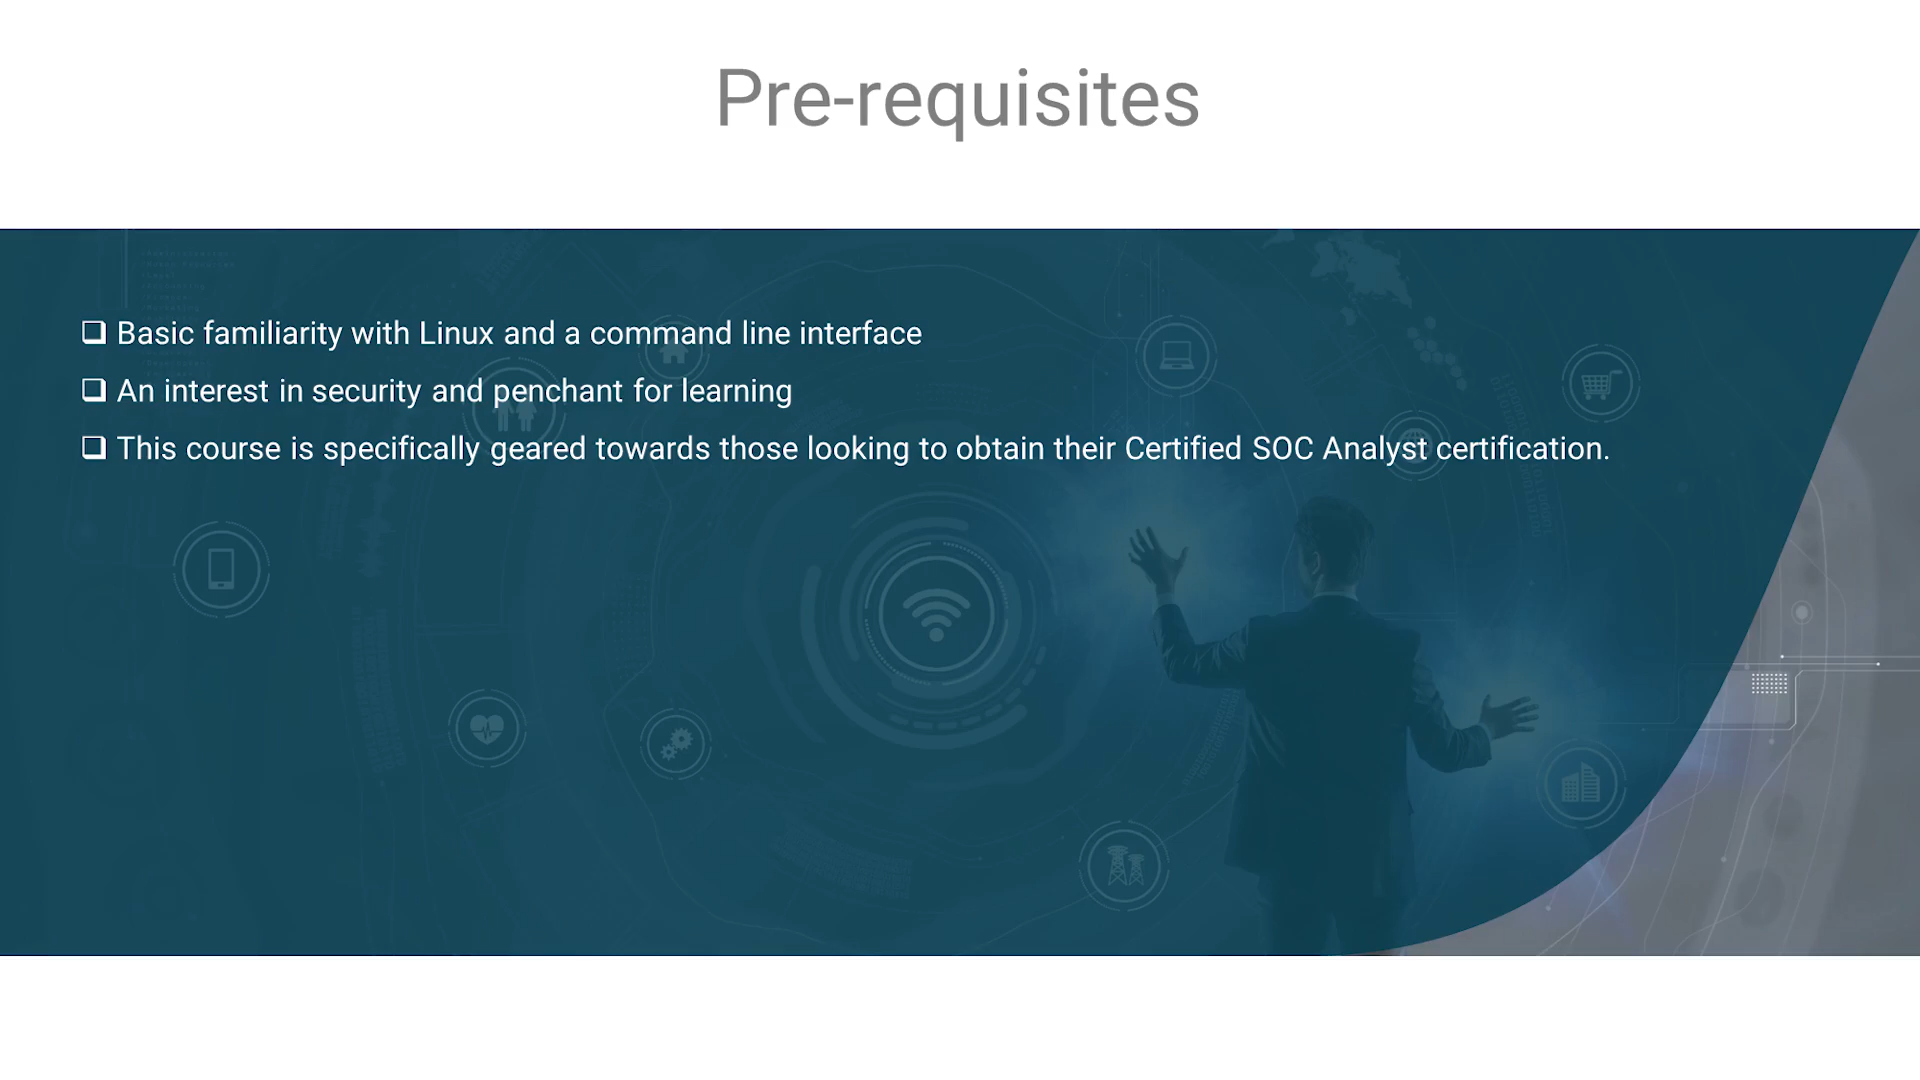 Pre-requisites
❑ Basic familiarity with Linux and a command line interface
❑ An interest in security and penchant for learning
❑ This course is specifically geared towards those looking to obtain their Certified SOC Analyst certification.